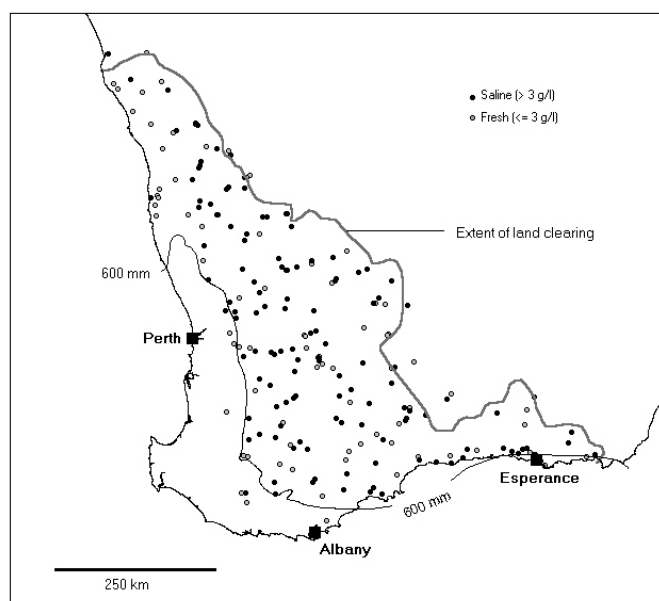 Saline (> 3 g/l)
Fresh (<= 3 g/l)
Extent of land clearing
600 mm
Perth
Esperance
600 mm
Albany
250 km